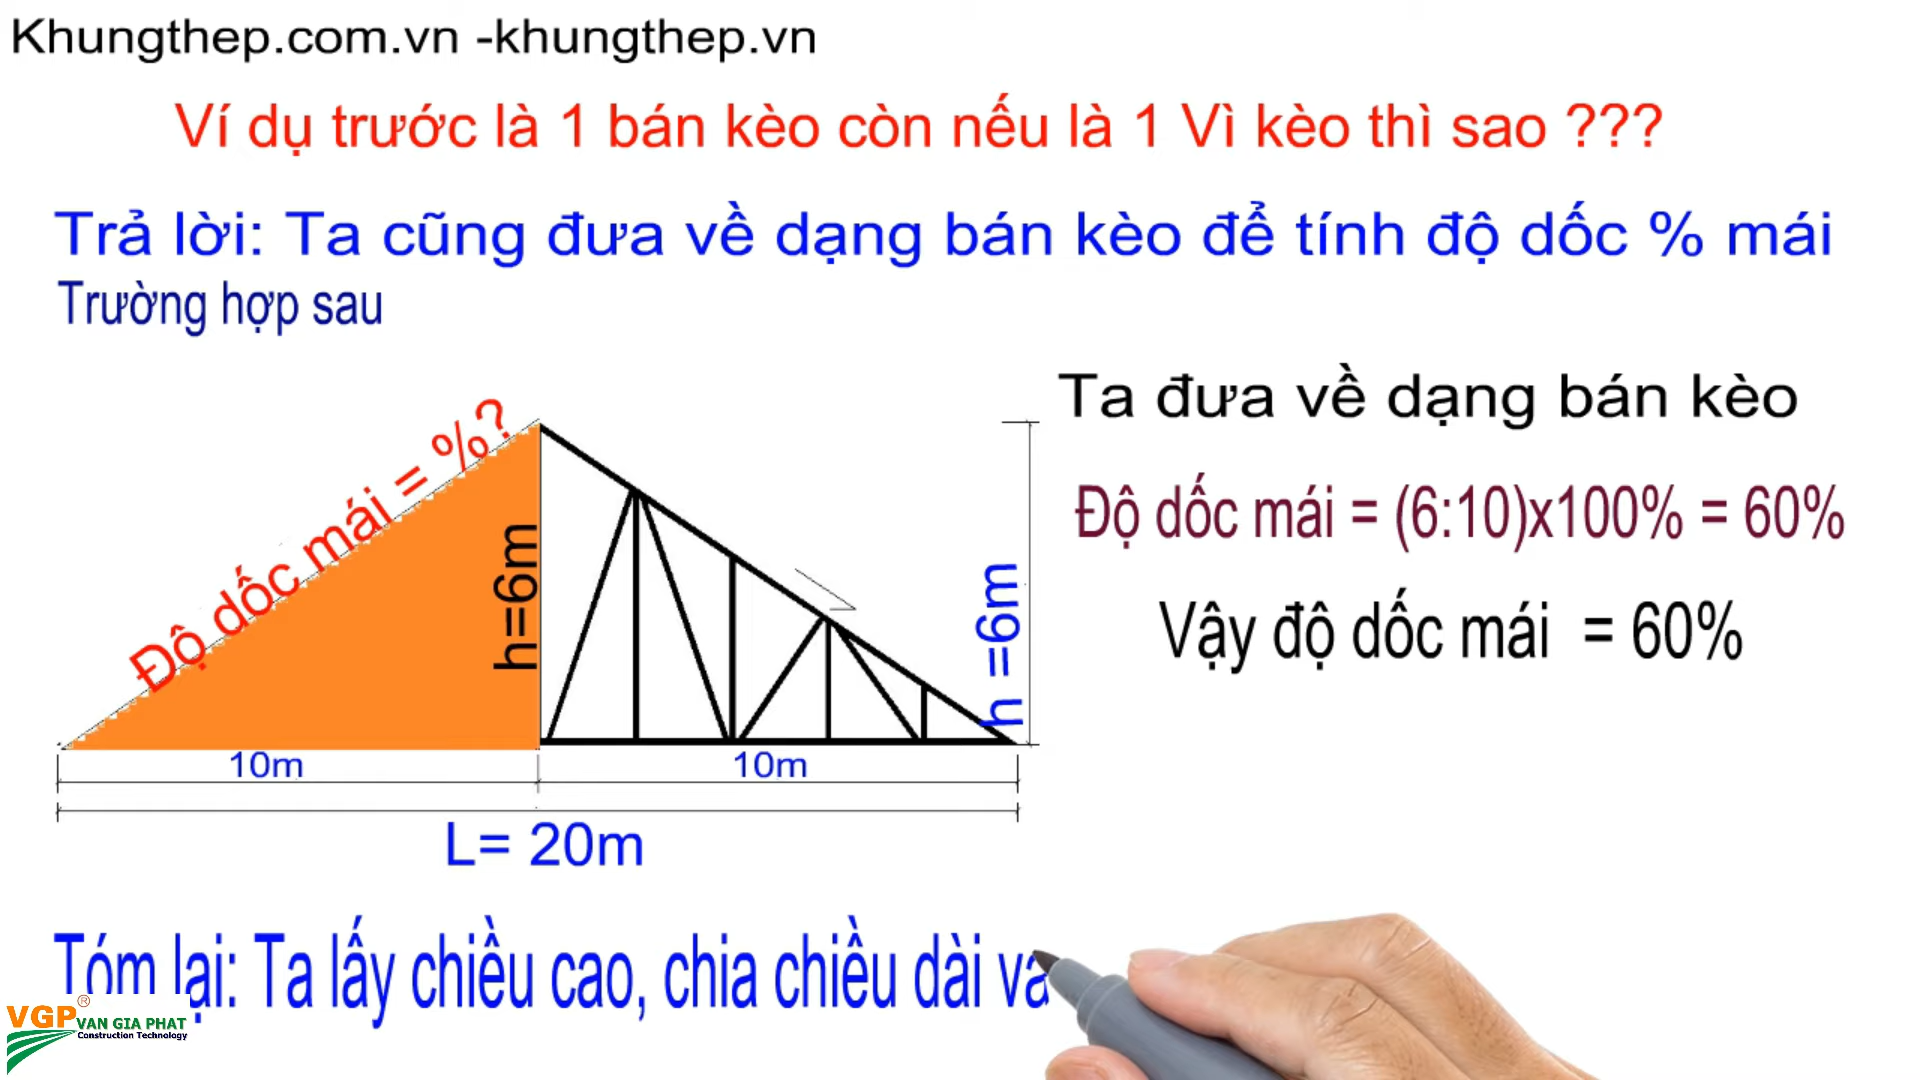 Khungthep.com.vn -khungthep.vn
Ví dụ trước là 1 bán kèo còn nếu là 1 Vì kèo thì sao ???
Trả lời: Ta cũng đưa về dạng bán kèo để tính độ dốc % mái
Trường hợp sau
Độ dốc mái = %?
h=6m
h =6m
10m
10m
L= 20m
Ta đưa về dạng bán kèo
Độ dốc mái = (6:10)x100% = 60%
Vậy độ dốc mái = 60%
Tóm lại: Ta lấy chiều cao, chia chiều dài va
VGP®
VAN GIA PHAT
Construction Technology